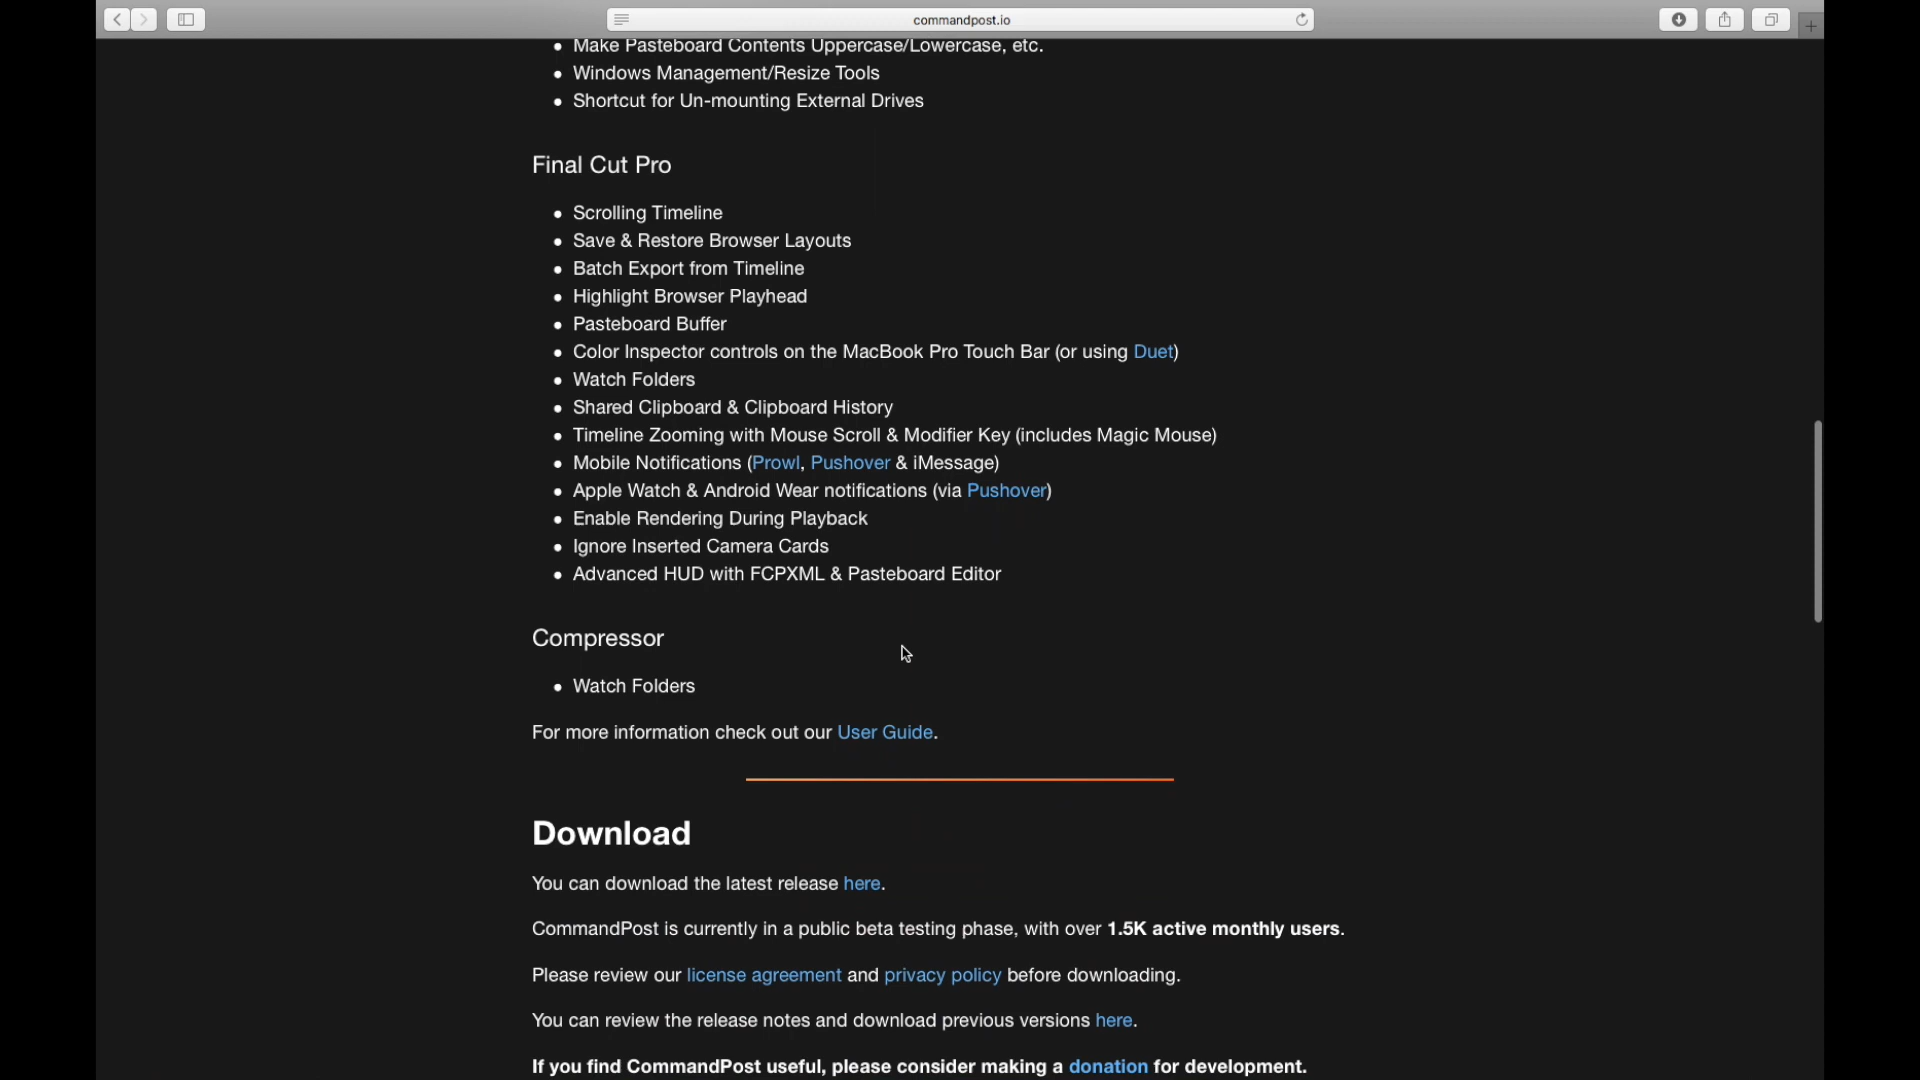 commandpost.io
Make Pasteboard Contents Uppercase/Lowercase, etc.
Windows Management/Resize Tools
Shortcut for Un-mounting External Drives
Final Cut Pro
Scrolling Timeline
Save & Restore Browser Layouts
Batch Export from Timeline
Highlight Browser Playhead
Pasteboard Buffer
Color Inspector controls on the MacBook Pro Touch Bar (or using Duet)
Watch Folders
Shared Clipboard & Clipboard History
Timeline Zooming with Mouse Scroll & Modifier Key (includes Magic Mouse)
Mobile Notifications (Prowl, Pushover & iMessage)
Apple Watch & Android Wear notifications (via Pushover)
Enable Rendering During Playback
Ignore Inserted Camera Cards
Advanced HUD with FCPXML & Pasteboard Editor
Compressor
Watch Folders
For more information check out our User Guide.
Download
You can download the latest release here.
CommandPost is currently in a public beta testing phase, with over 1.5K active monthly users.
Please review our license agreement and privacy policy before downloading.
You can review the release notes and download previous versions here.
If you find CommandPost useful, please consider making a donation for development.